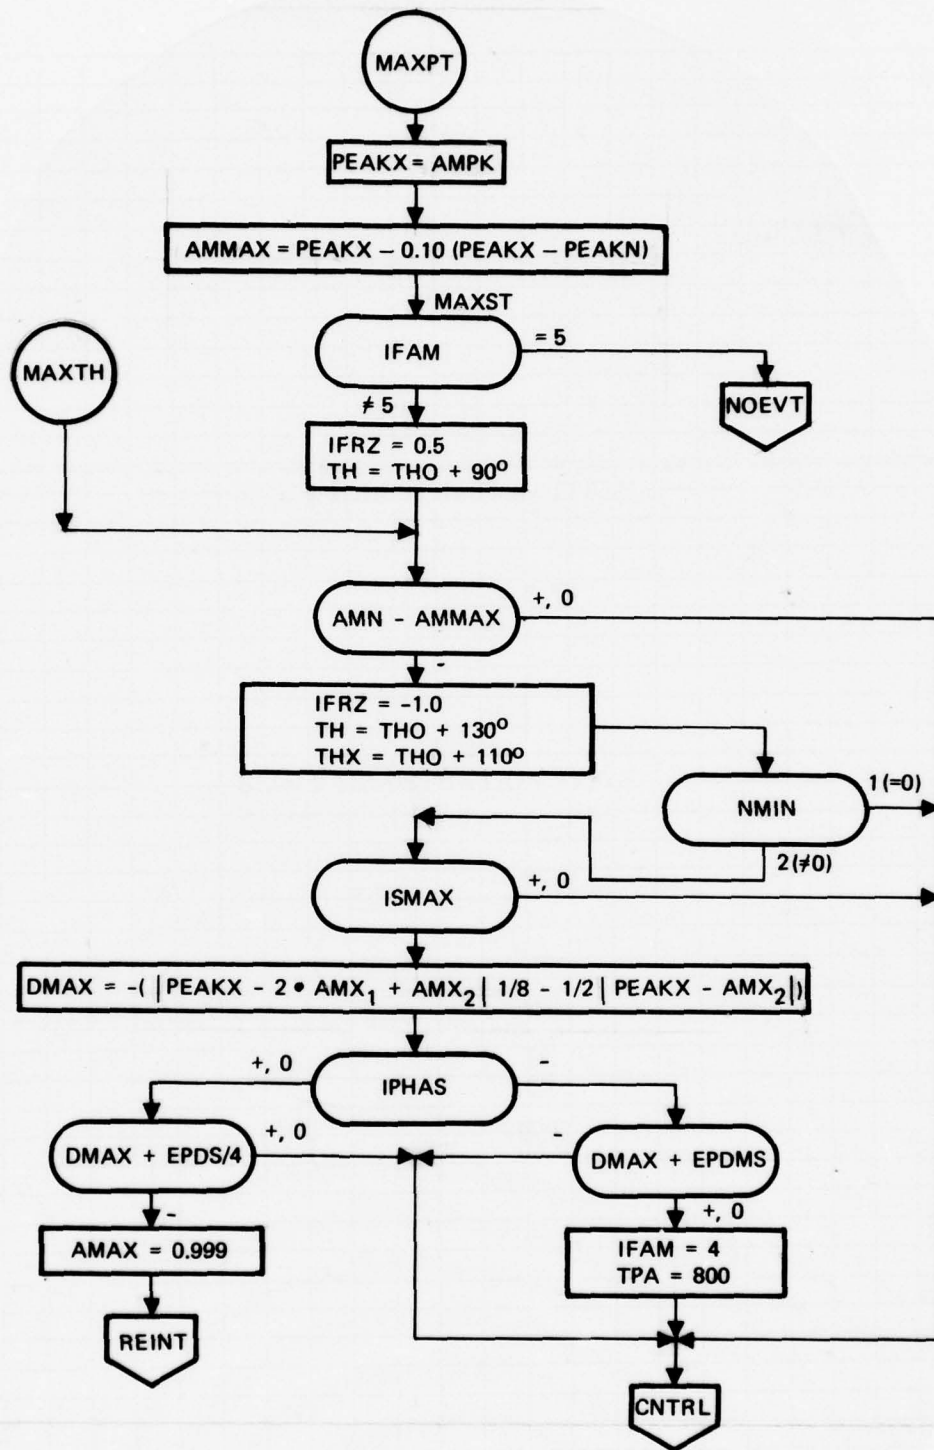 MAXPT
PEAKX = AMPK
AMMAX = PEAKX – 0.10 (PEAKX – PEAKN)
MAXST
IFAM
= 5
MAXTH
NOEVT
≠ 5
IFRZ = 0.5
TH = THO + 90⁰
AMN - AMMAX
+, 0
-
IFRZ = -1.0
TH = THO + 130⁰
THX = THO + 110⁰
NMIN
1 (=0)
2 (≠0)
ISMAX
+, 0
DMAX = -( |PEAKX - 2 • AMX₁ + AMX₂| 1/8 - 1/2 | PEAKX - AMX₂|)
IPHAS
+, 0
-
DMAX + EPDS/4
+, 0
-
DMAX + EPDMS
-
+, 0
AMAX = 0.999
IFAM = 4
TPA = 800
REINT
CNTRL